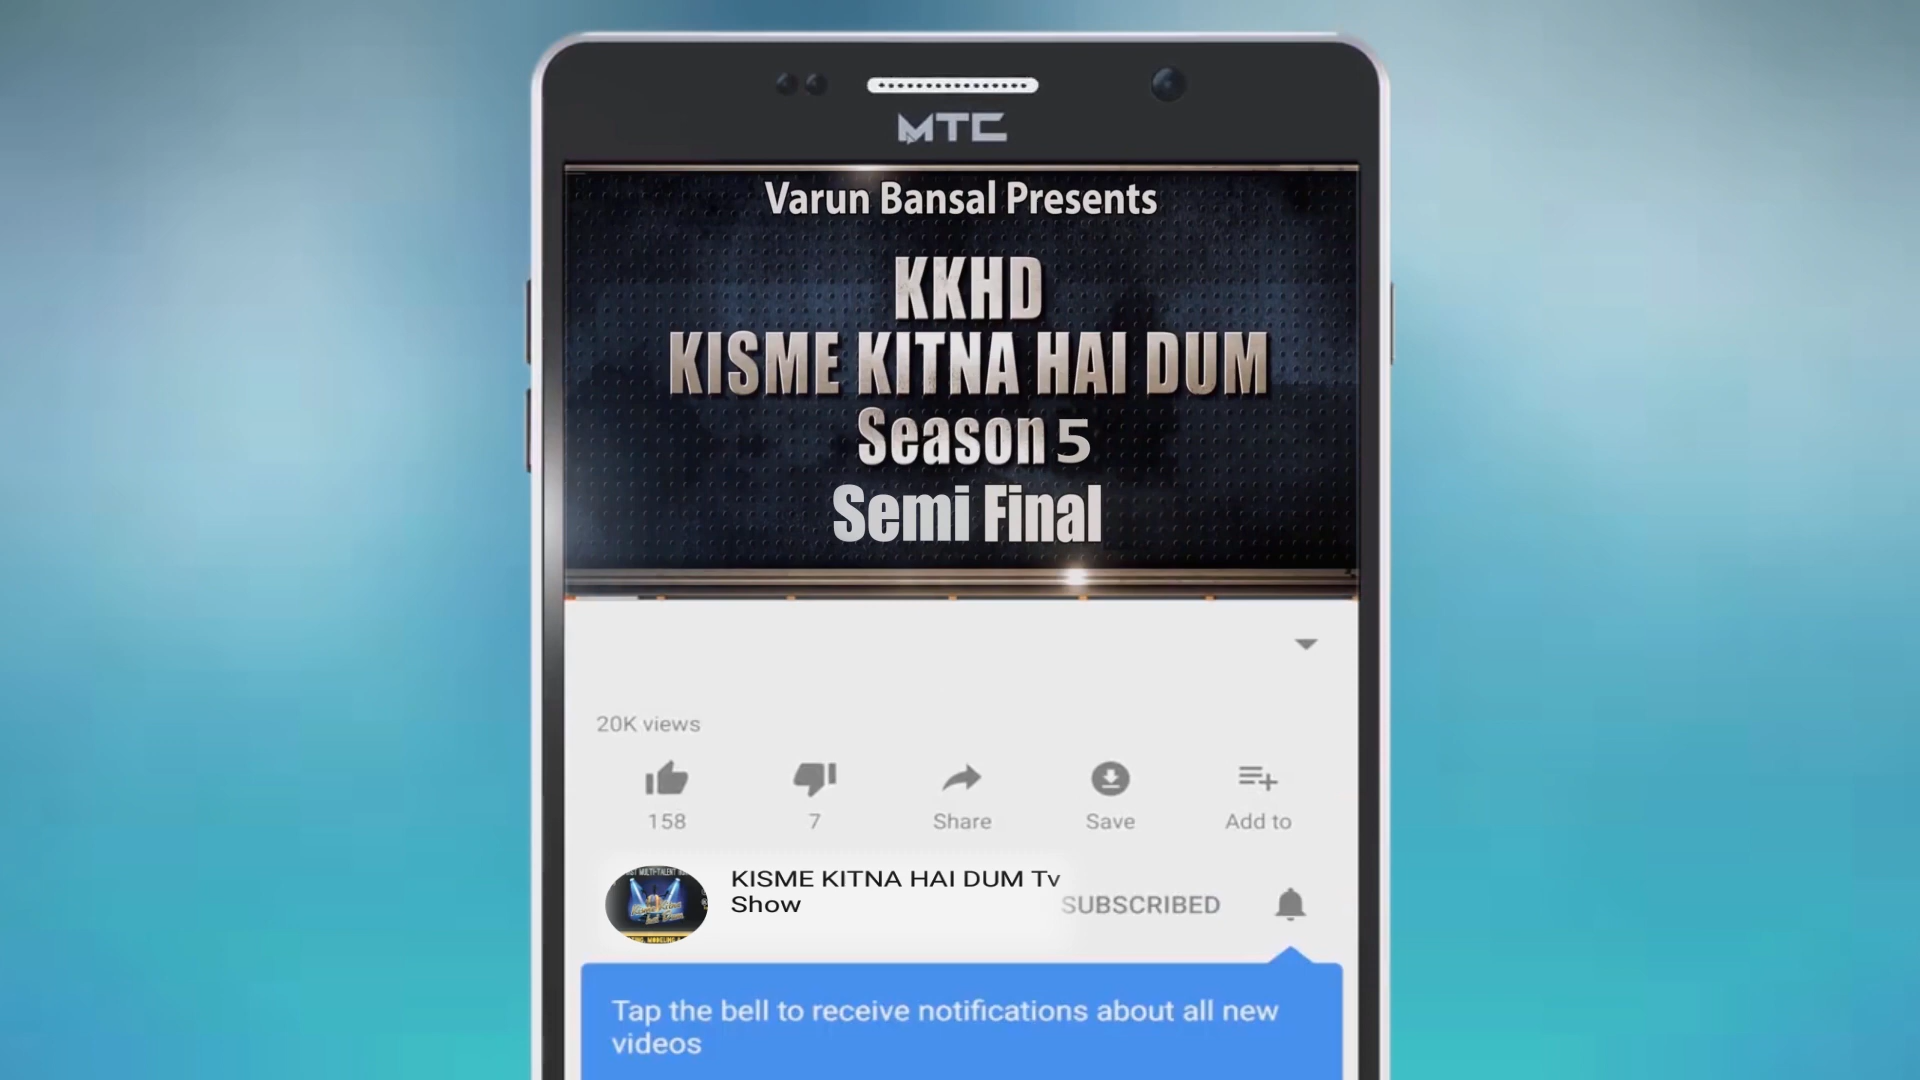 MTC
Varun Bansal Presents
KKHD
KISME KITNA HAI DUM
Season 5
Semi Final
20K views
158
7
Share
Save
Add to
KISME KITNA HAI DUM Tv
Show
SUBSCRIBED
Tap the bell to receive notifications about all new
videos